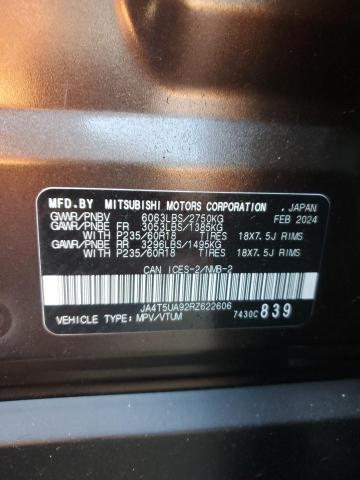 MFD.BY MITSUBISHI MOTORS CORPORATION, JAPAN
GWVR/PNBV 6063LBS/2750KG FEB 2024
GAWR/PNBE FR 3053LBS/1385KG
WITH P235/60R18 TIRES 18X7.5J RIMS
GAWR/PNBE RR 3296LBS/1495KG
WITH P235/60R18 TIRES 18X7.5J RIMS
CAN ICES-2/NMB-2
JA4T5UA92RZ622606
VEHICLE TYPE: MPV/VTUM 7430C 839